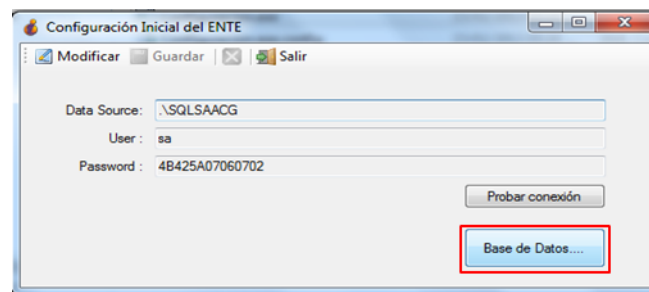 Configuración Inicial del ENTE
Modificar Guardar Salir
Data Source: .\SQLSAACG
User : sa
Password : 4B425A07060702
Probar conexión
Base de Datos....